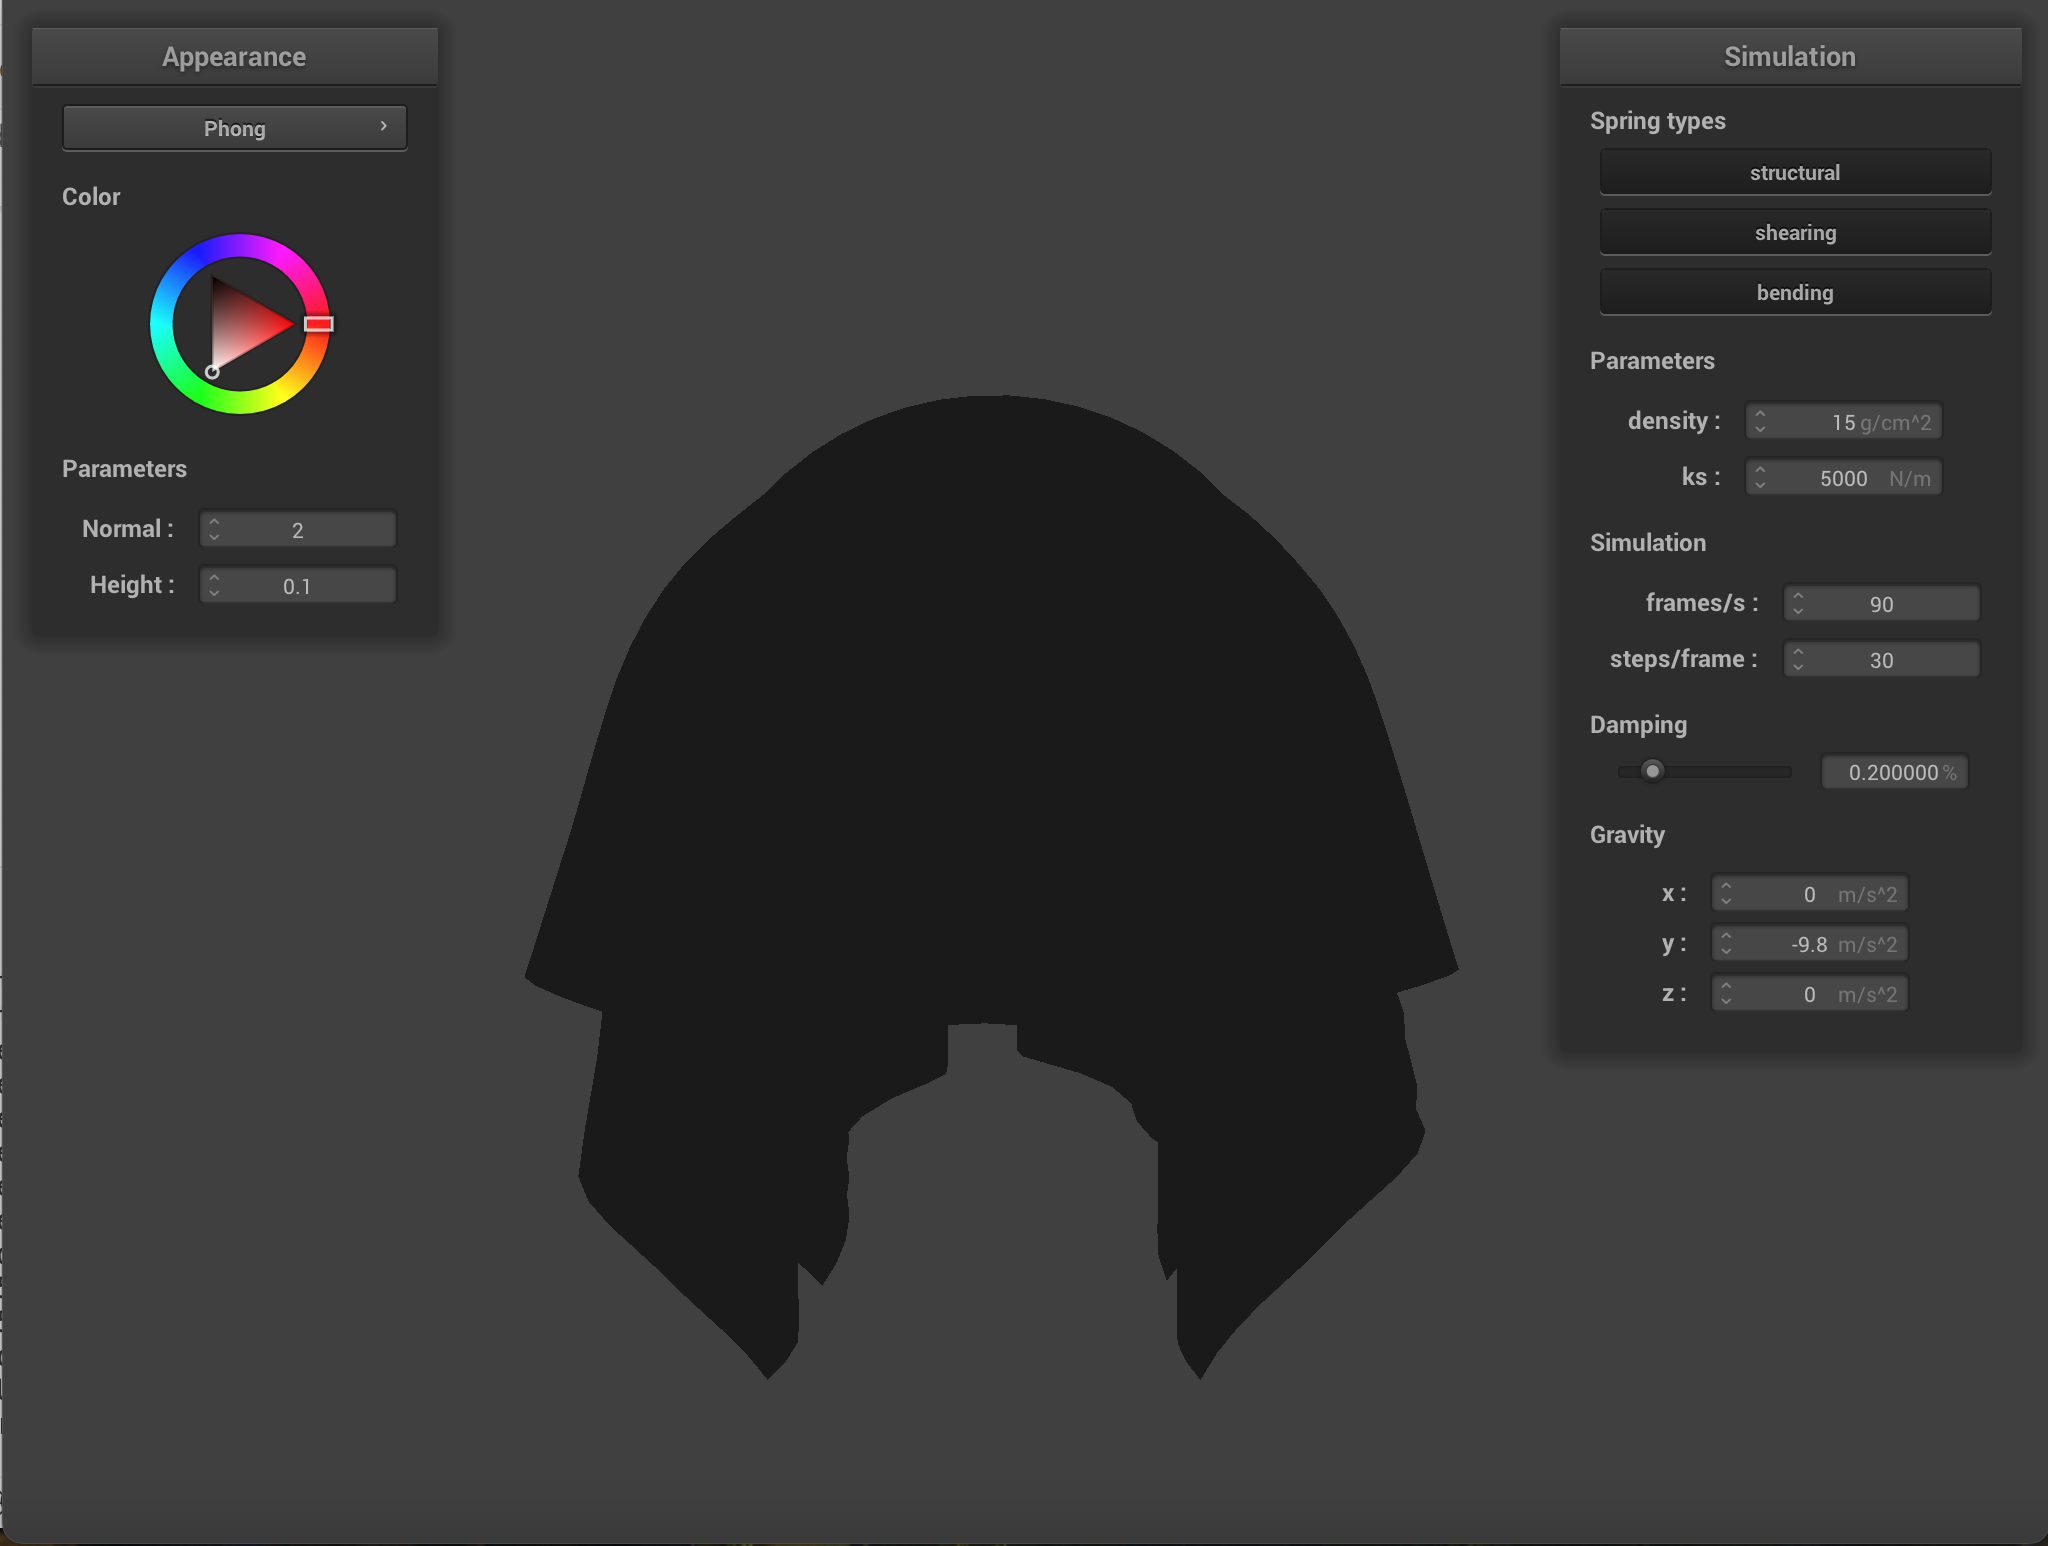 Appearance
Phong
Color
Parameters
Normal : 2
Height : 0.1
Simulation
Spring types
structural
shearing
bending
Parameters
density : 15 g/cm^2
ks : 5000 N/m
Simulation
frames/s : 90
steps/frame : 30
Damping
0.200000 %
Gravity
x : 0 m/s^2
y : -9.8 m/s^2
z : 0 m/s^2